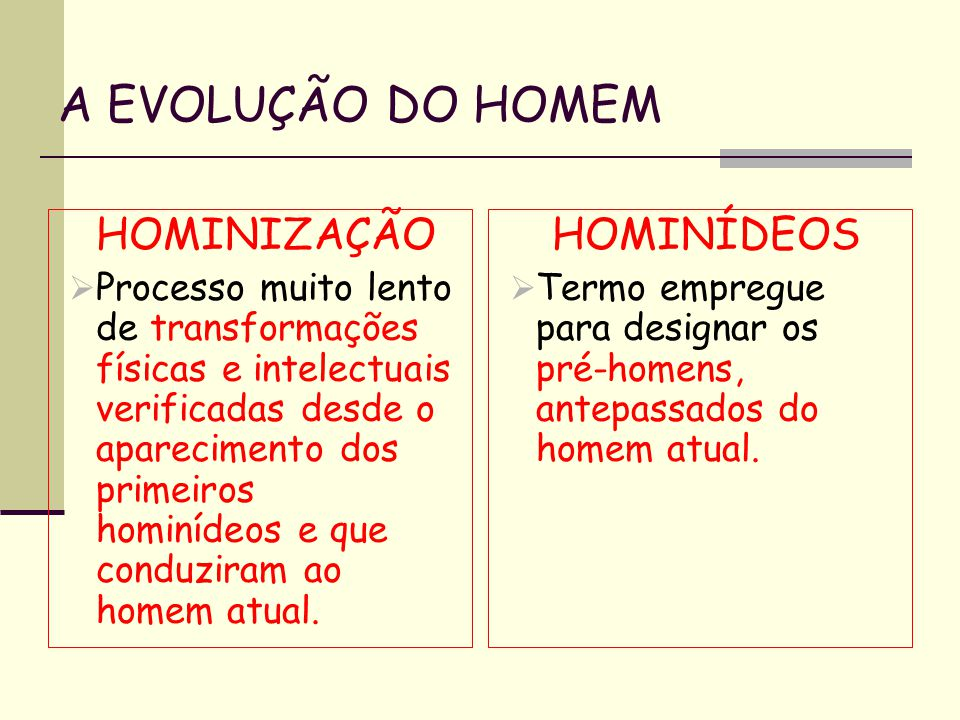 A EVOLUÇÃO DO HOMEM
HOMINIZAÇÃO
Processo muito lento
de transformações
físicas e intelectuais
verificadas desde o
aparecimento dos
primeiros
hominídeos e que
conduziram ao
homem atual.
HOMINÍDEOS
Termo empregue
para designar os
pré-homens,
antepassados do
homem atual.